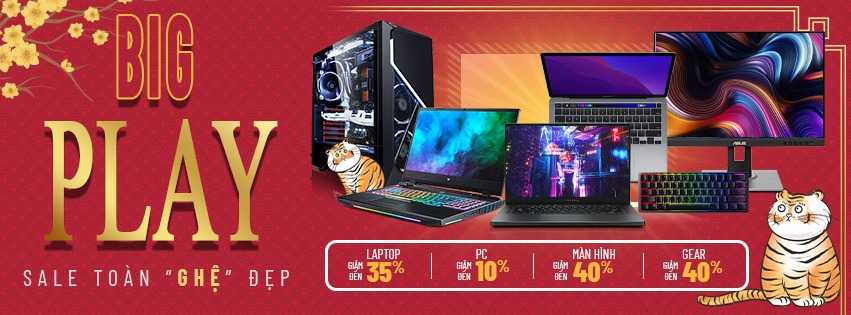 BIG
PLAY
SALE TOÀN "GHỆ" ĐẸP
LAPTOP
GIẢM ĐẾN 35%
PC
GIẢM ĐẾN 10%
MÀN HÌNH
GIẢM ĐẾN 40%
GEAR
GIẢM ĐẾN 40%
ASUS